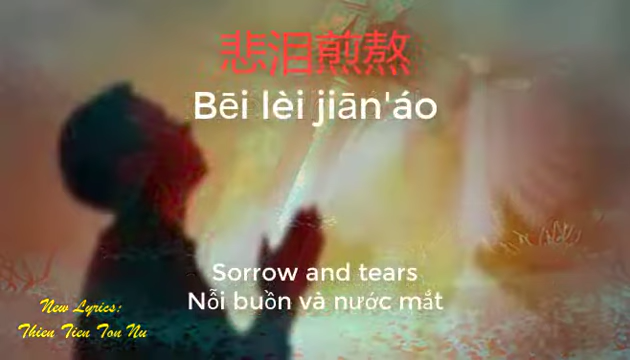 悲泪煎熬
Bēi lèi jiān'áo
Sorrow and tears
Nỗi buồn và nước mắt
New Lyrics:
Thien Tien Ton Nu